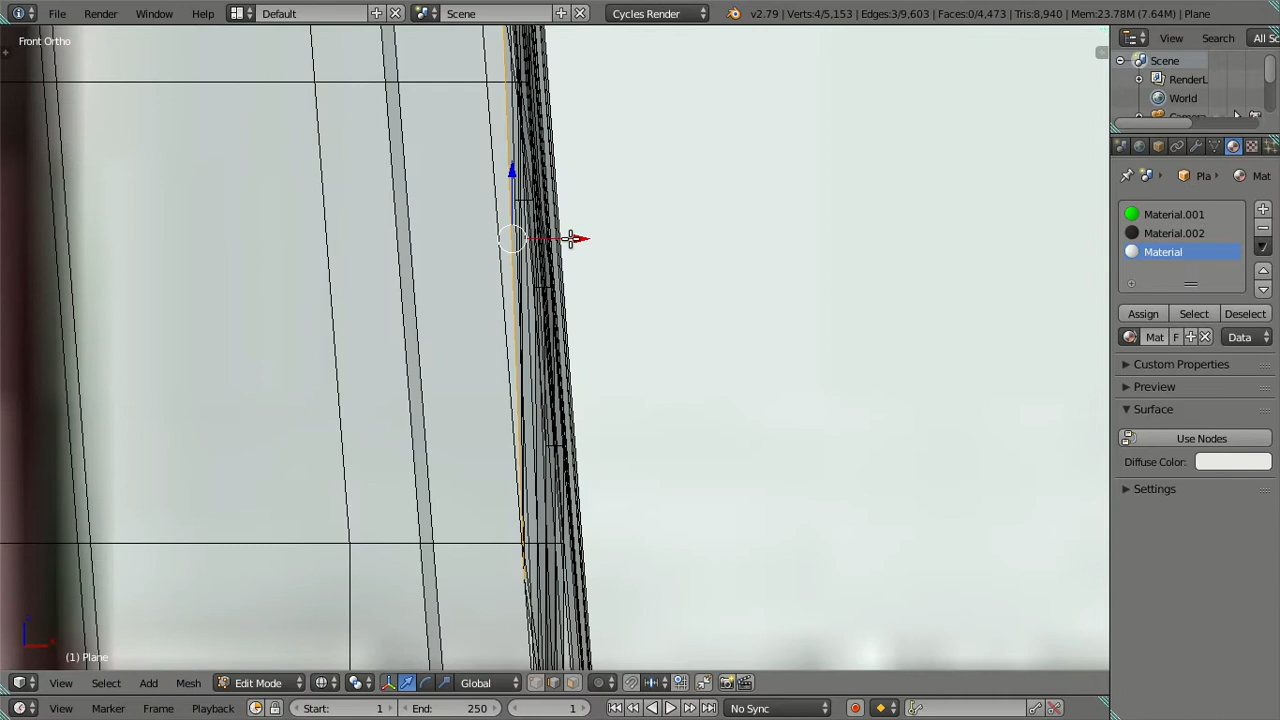 File Render Window Help Default Scene Cycles Render v2.79 | Verts:4/5,153 | Edges:3/9,603 | Faces:0/4,473 | Tris:8,940 | Mem:23.78M (7.64M) | Plane
Front Ortho
View Search All Sc
Scene
RenderL
World
Pla Mat
Material.001
Material.002
Material
Assign Select Deselect
Mat F Data
Custom Properties
Preview
Surface
Use Nodes
Diffuse Color:
Settings
(1) Plane
View Select Add Mesh Edit Mode Global
View Marker Frame Playback Start: 1 End: 250 1 No Sync